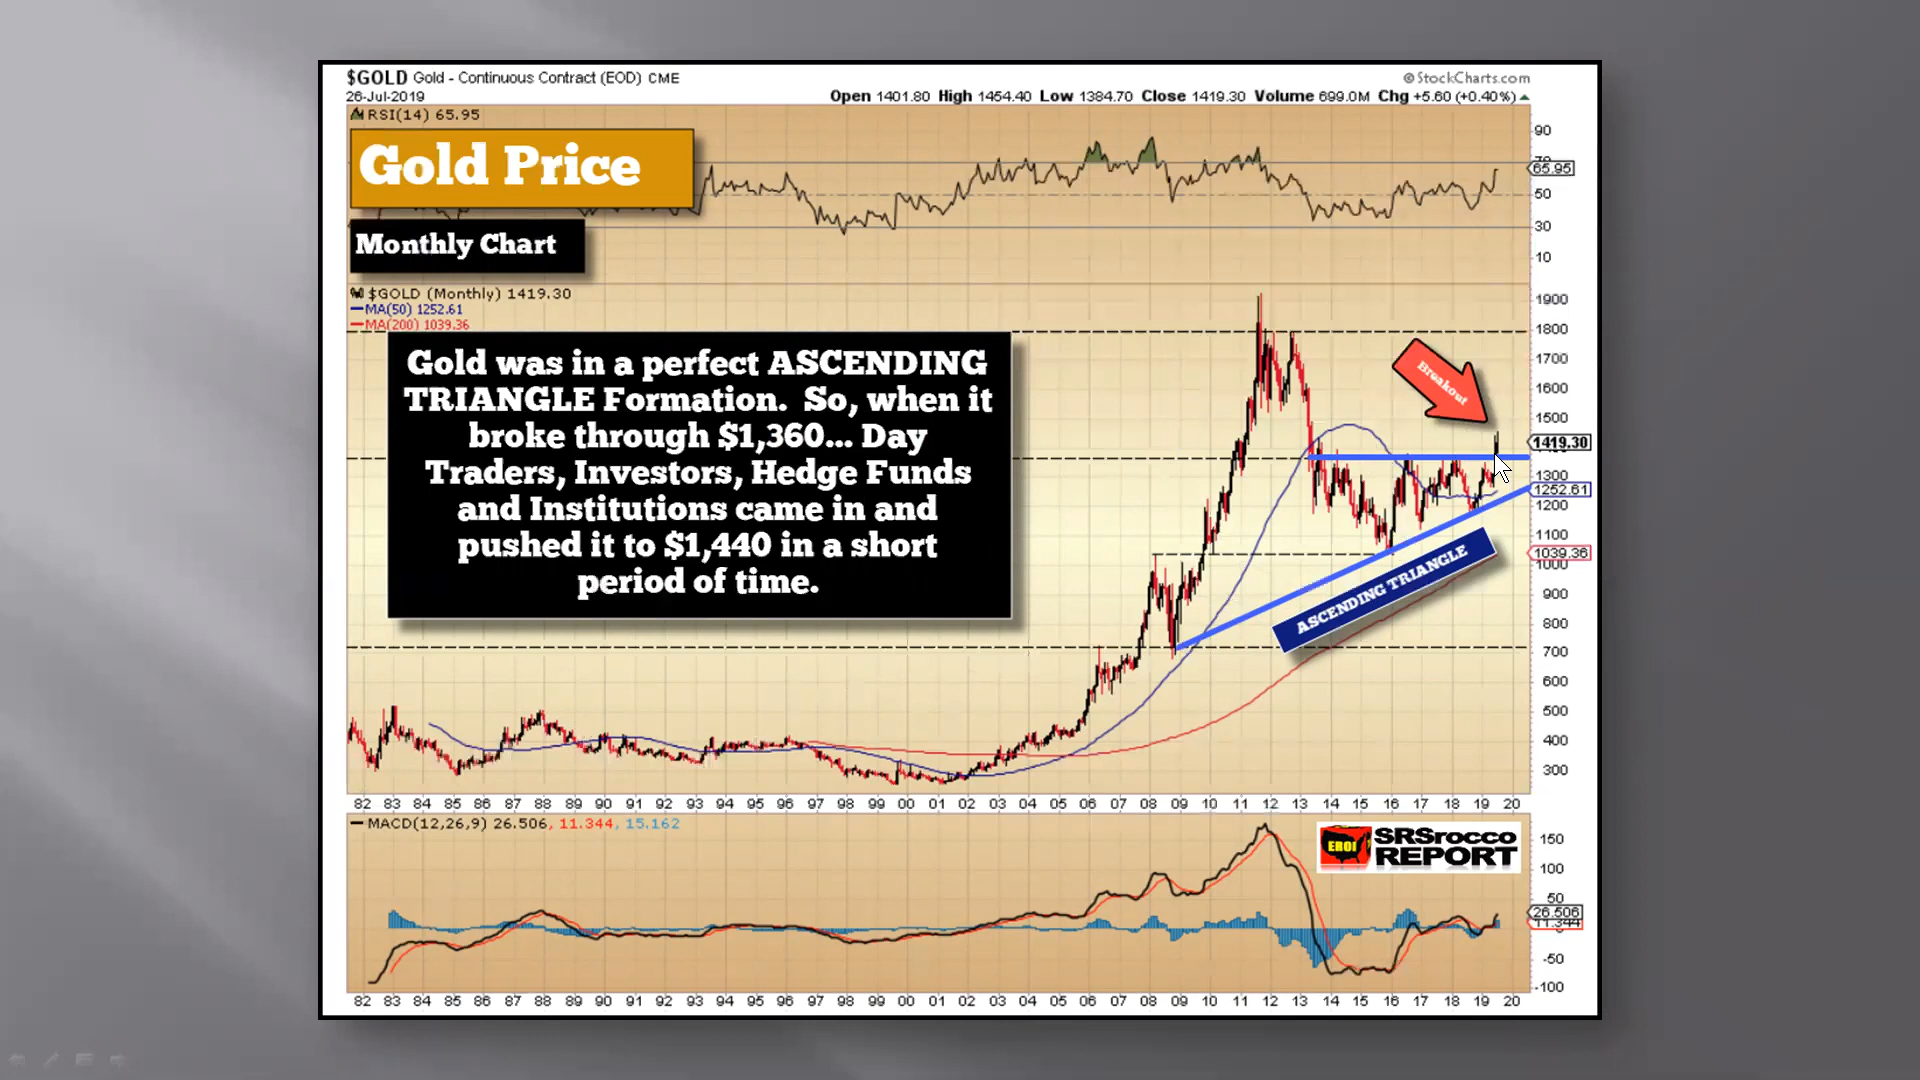 $GOLD Gold - Continuous Contract (EOD) CME
©StockCharts.com
26-Jul-2019
Open 1401.80 High 1454.40 Low 1384.70 Close 1419.30 Volume 699.0M Chg +5.60 (+0.40%)
RSI(14) 65.95
Gold Price
Monthly Chart
90
70
65.95
50
30
10
$GOLD (Monthly) 1419.30
MA(50) 1252.61
MA(200) 1039.36
Gold was in a perfect ASCENDING
TRIANGLE Formation. So, when it
broke through $1,360... Day
Traders, Investors, Hedge Funds
and Institutions came in and
pushed it to $1,440 in a short
period of time.
Breakout
ASCENDING TRIANGLE
1900
1800
1700
1600
1500
1419.30
1300
1252.61
1200
1100
1039.36
1000
900
800
700
600
500
400
300
82 83 84 85 86 87 88 89 90 91 92 93 94 95 96 97 98 99 00 01 02 03 04 05 06 07 08 09 10 11 12 13 14 15 16 17 18 19 20
MACD(12,26,9) 26.506, 11.344, 15.162
EROI
SRSrocco
REPORT
150
100
50
26.506
11.344
-50
-100
82 83 84 85 86 87 88 89 90 91 92 93 94 95 96 97 98 99 00 01 02 03 04 05 06 07 08 09 10 11 12 13 14 15 16 17 18 19 20